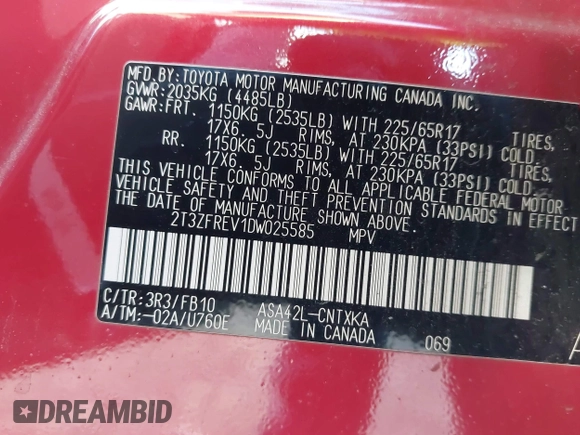 MFD.BY:TOYOTA MOTOR MANUFACTURING CANADA INC.
GVWR:2035KG (4485LB)
GAWR:FRT. 1150KG (2535LB) WITH 225/65R17 TIRES,
17X6.5J RIMS, AT 230KPA (33PSI) COLD.
RR. 1150KG (2535LB) WITH 225/65R17 TIRES,
17X6.5J RIMS, AT 230KPA (33PSI) COLD.
THIS VEHICLE CONFORMS TO ALL APPLICABLE FEDERAL MOTOR
VEHICLE SAFETY AND THEFT PREVENTION STANDARDS IN EFFECT
THE DATE OF MANUFACTURE SHOWN ABOVE.
2T3ZFREV1DW025585 MPV
C/TR:3R3/FB10 ASA42L-CNTXKA
A/TM:-02A/U760E MADE IN CANADA 069
DREAMBID